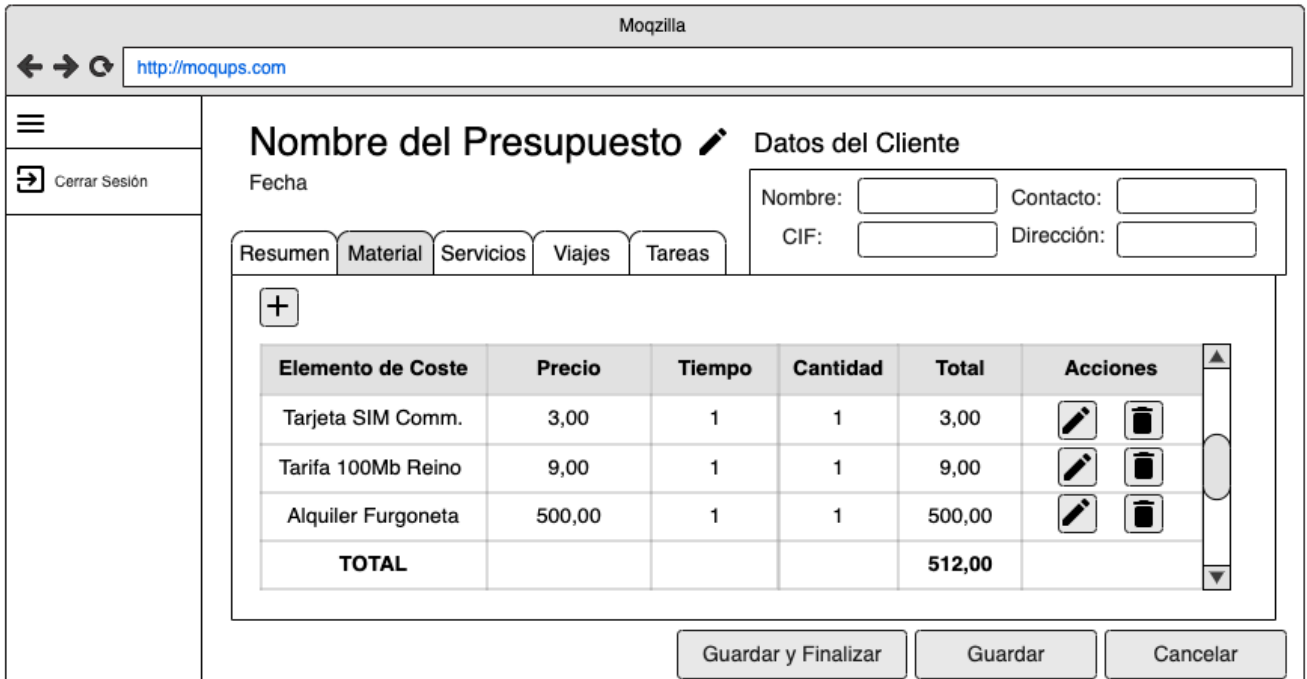 Moqzilla
http://moqups.com
Cerrar Sesión
Nombre del Presupuesto
Fecha
Datos del Cliente
Nombre: Contacto:
CIF: Dirección:
Resumen Material Servicios Viajes Tareas
Elemento de Coste Precio Tiempo Cantidad Total Acciones
Tarjeta SIM Comm. 3,00 1 1 3,00
Tarifa 100Mb Reino 9,00 1 1 9,00
Alquiler Furgoneta 500,00 1 1 500,00
TOTAL 512,00
Guardar y Finalizar Guardar Cancelar